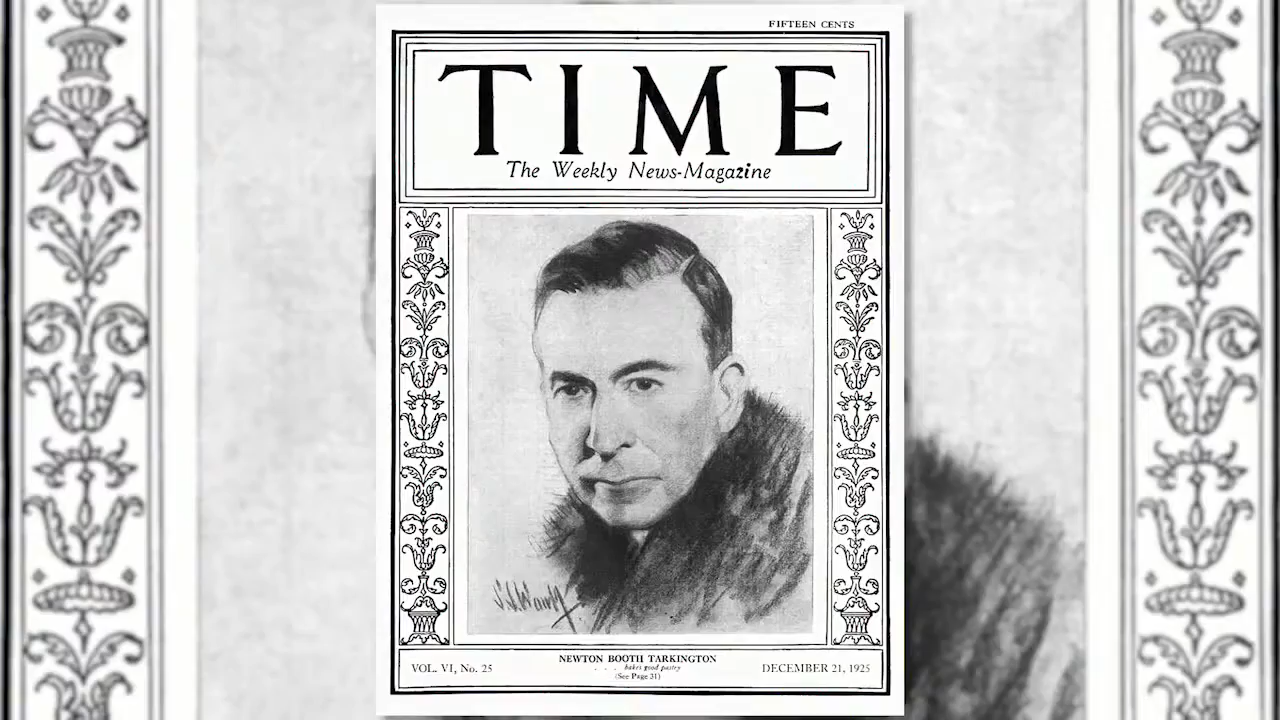 FIFTEEN CENTS
TIME
The Weekly News-Magazine
NEWTON BOOTH TARKINGTON
. . . bakes good pastry
(See Page 31)
VOL. VI, No. 25
DECEMBER 21, 1925